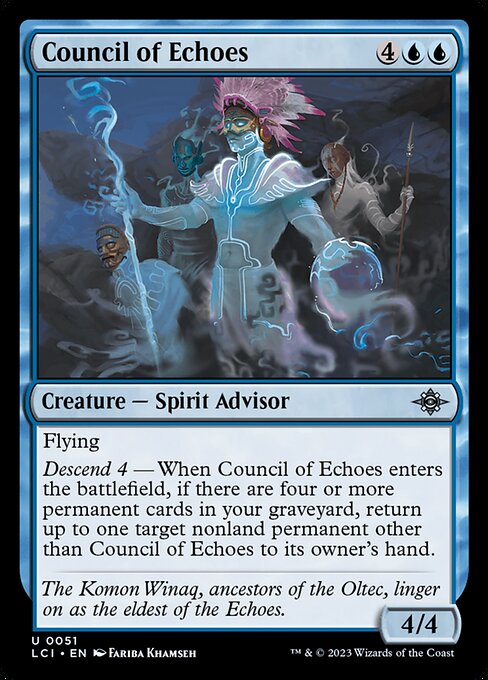 Council of Echoes 4
Creature — Spirit Advisor
Flying
Descend 4 — When Council of Echoes enters
the battlefield, if there are four or more
permanent cards in your graveyard, return
up to one target nonland permanent other
than Council of Echoes to its owner's hand.
The Komon Winaq, ancestors of the Oltec, linger
on as the eldest of the Echoes.
4/4
U 0051
LCI • EN Fariba Khamseh
™ & © 2023 Wizards of the Coast